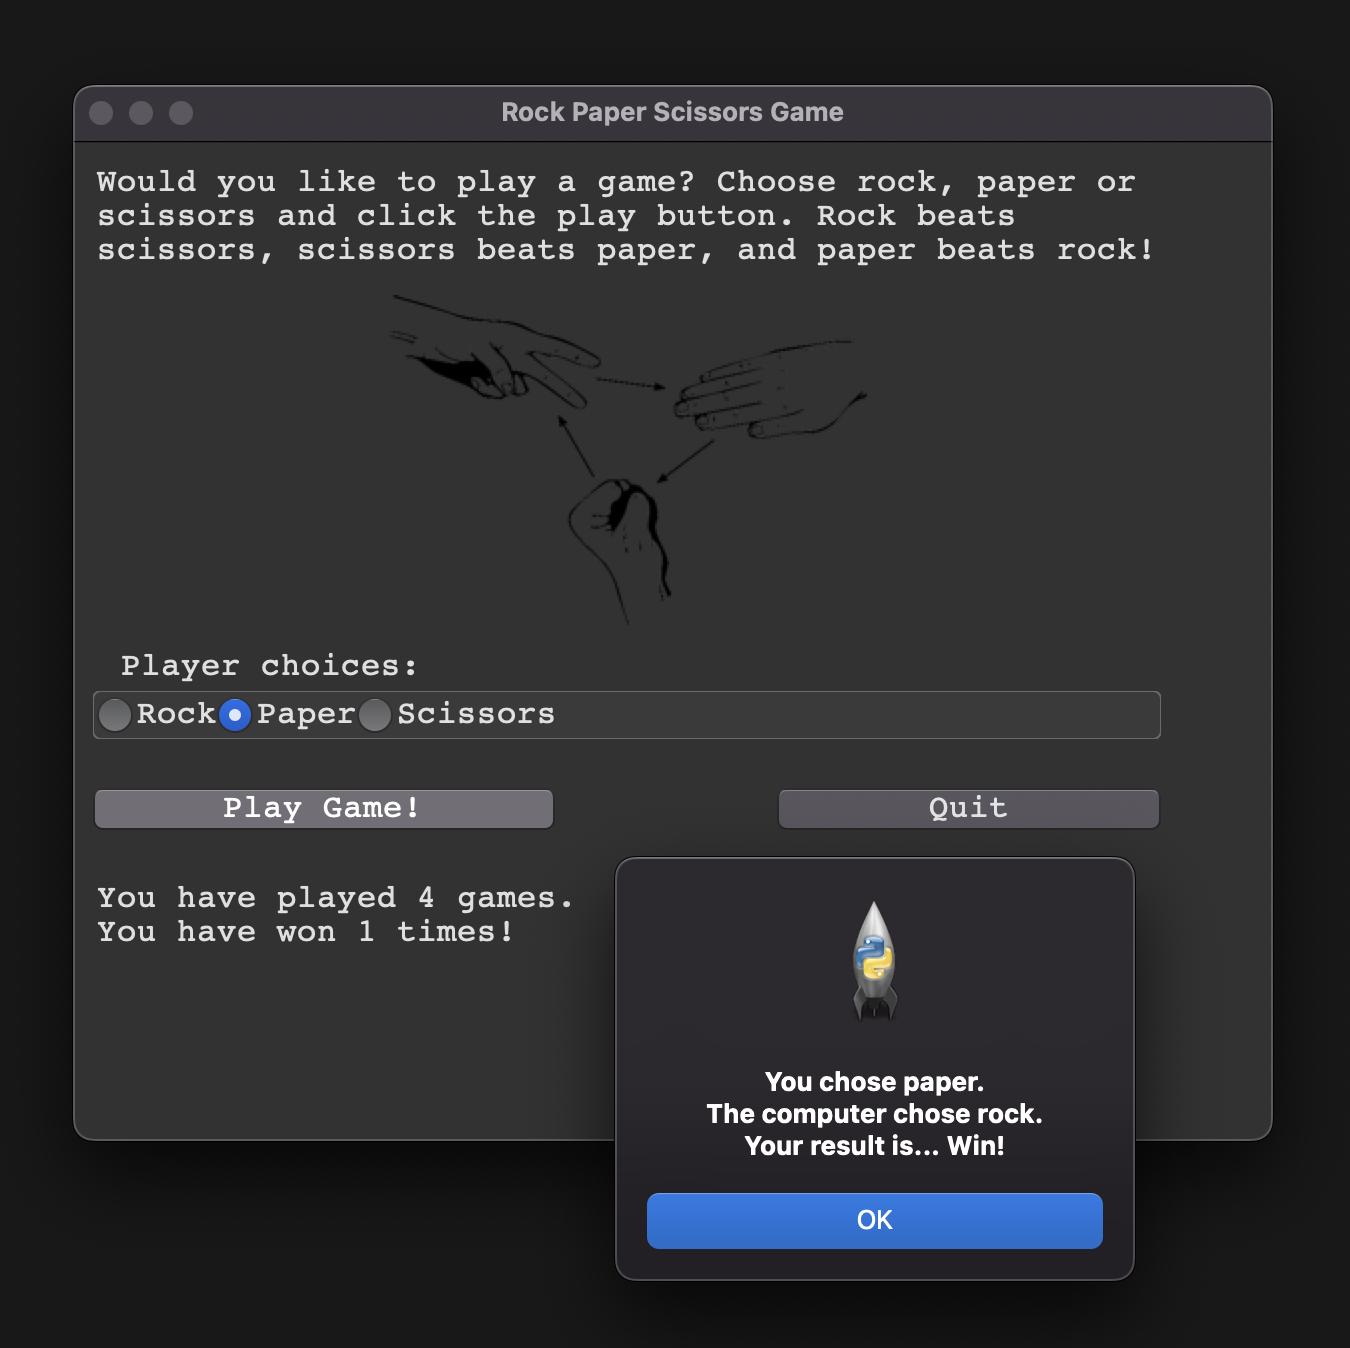 Rock Paper Scissors Game
Would you like to play a game? Choose rock, paper or
scissors and click the play button. Rock beats
scissors, scissors beats paper, and paper beats rock!
Player choices:
Rock Paper Scissors
Play Game! Quit
You have played 4 games.
You have won 1 times!
You chose paper.
The computer chose rock.
Your result is... Win!
OK